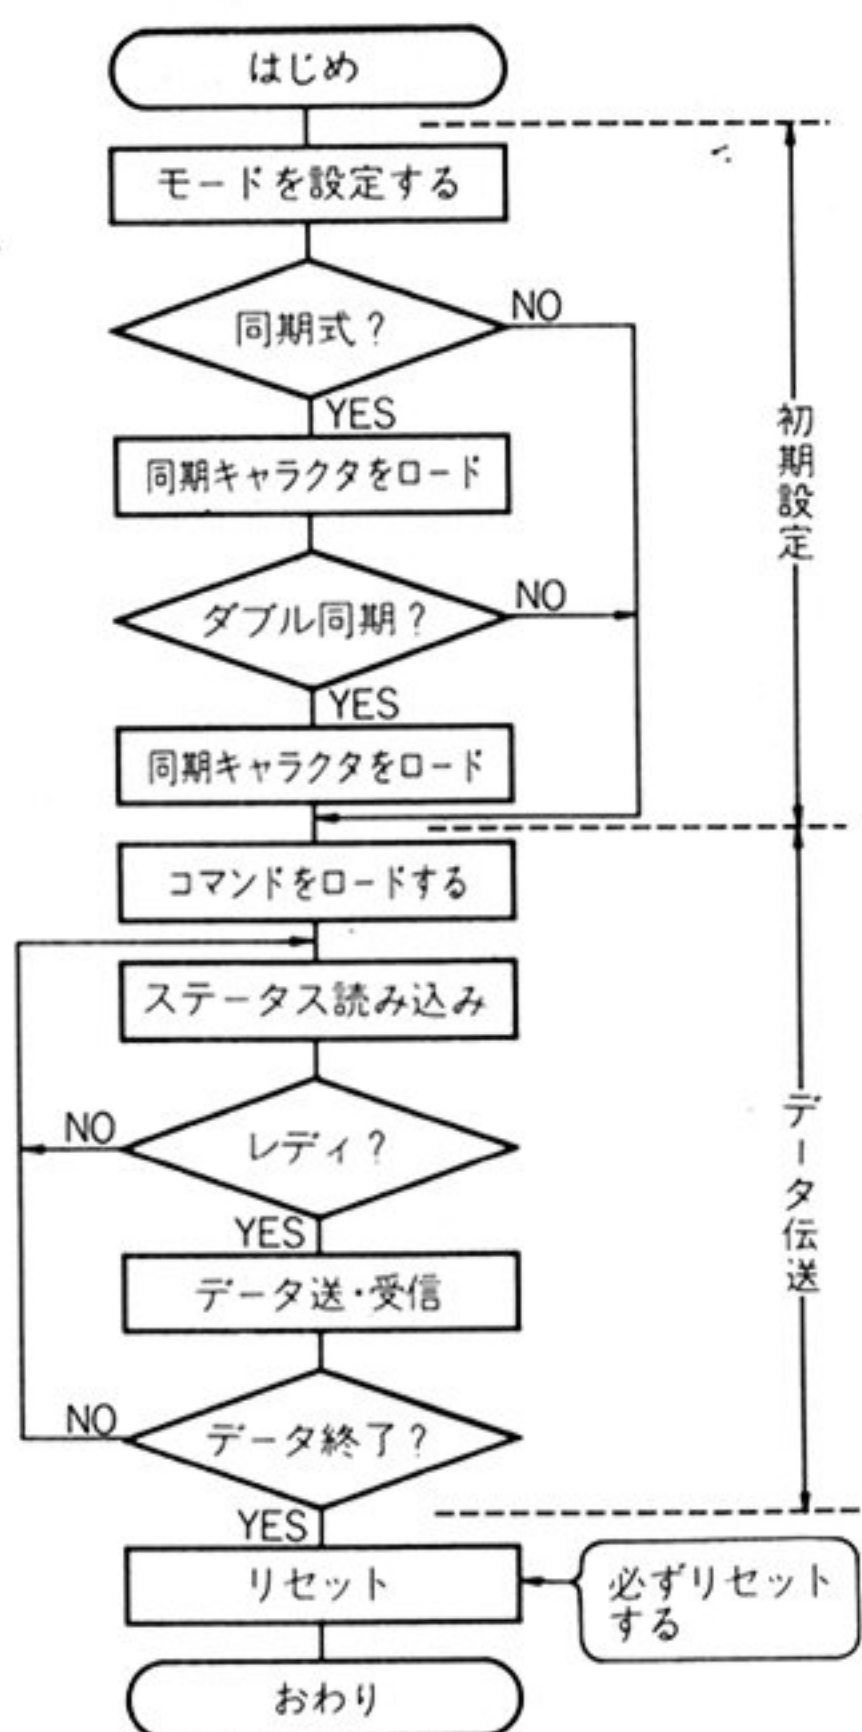 はじめ
モードを設定する
同期式?
NO
YES
同期キャラクタをロード
ダブル同期?
NO
YES
同期キャラクタをロード
初期設定
コマンドをロードする
ステータス読み込み
レディ?
NO
YES
データ送・受信
データ終了?
NO
YES
データ伝送
リセット
必ずリセット
する
おわり